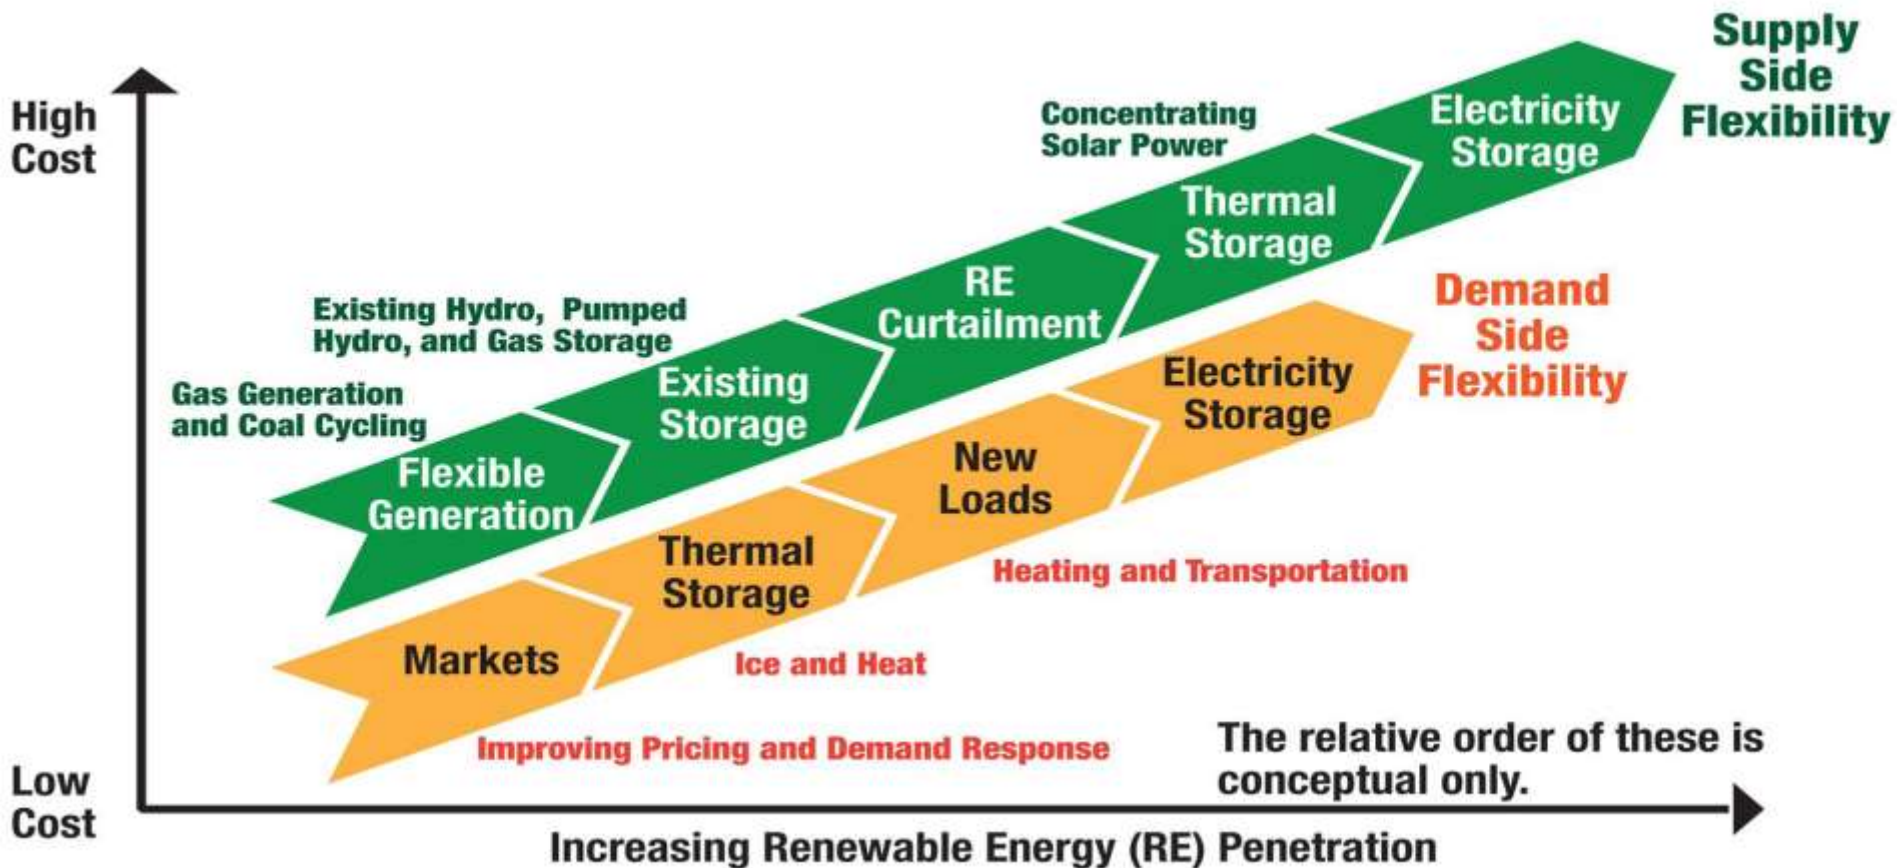 Supply
Side
Flexibility
High
Cost
Concentrating
Solar Power
Electricity
Storage
Thermal
Storage
RE
Curtailment
Existing Hydro, Pumped
Hydro, and Gas Storage
Existing
Storage
Gas Generation
and Coal Cycling
Flexible
Generation
Demand
Side
Flexibility
Electricity
Storage
New
Loads
Heating and Transportation
Thermal
Storage
Ice and Heat
Markets
Improving Pricing and Demand Response
The relative order of these is
conceptual only.
Low
Cost
Increasing Renewable Energy (RE) Penetration